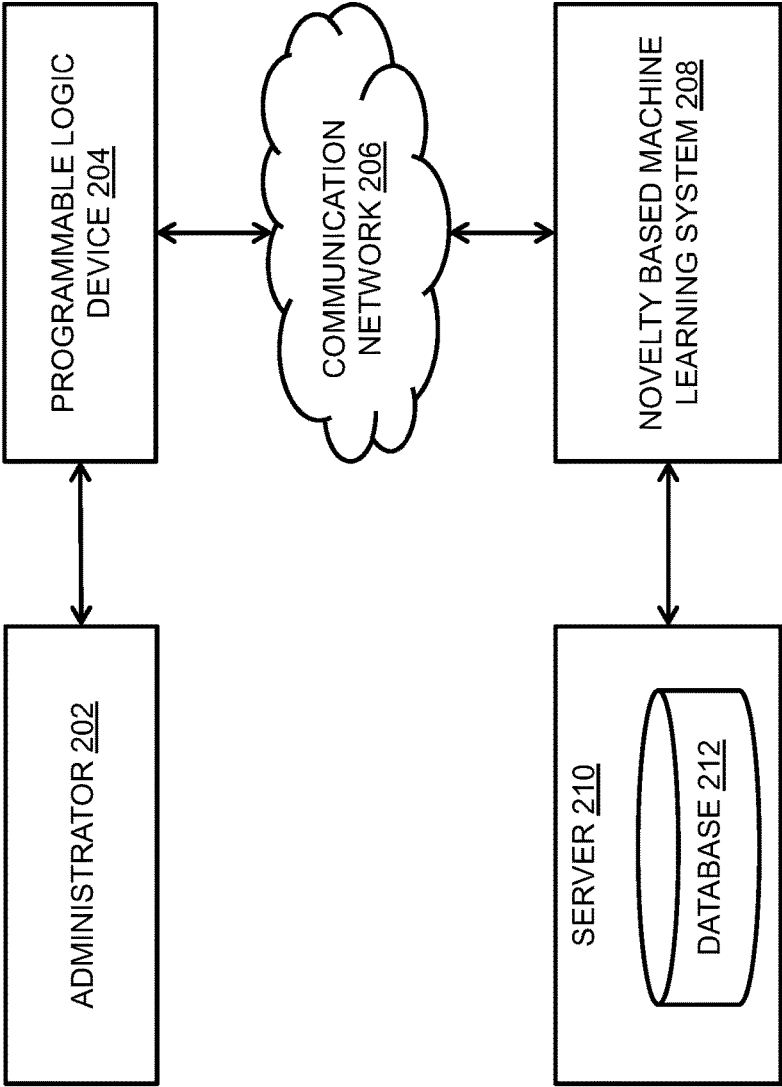 ADMINISTRATOR 202
PROGRAMMABLE LOGIC
DEVICE 204
COMMUNICATION
NETWORK 206
SERVER 210
DATABASE 212
NOVELTY BASED MACHINE
LEARNING SYSTEM 208